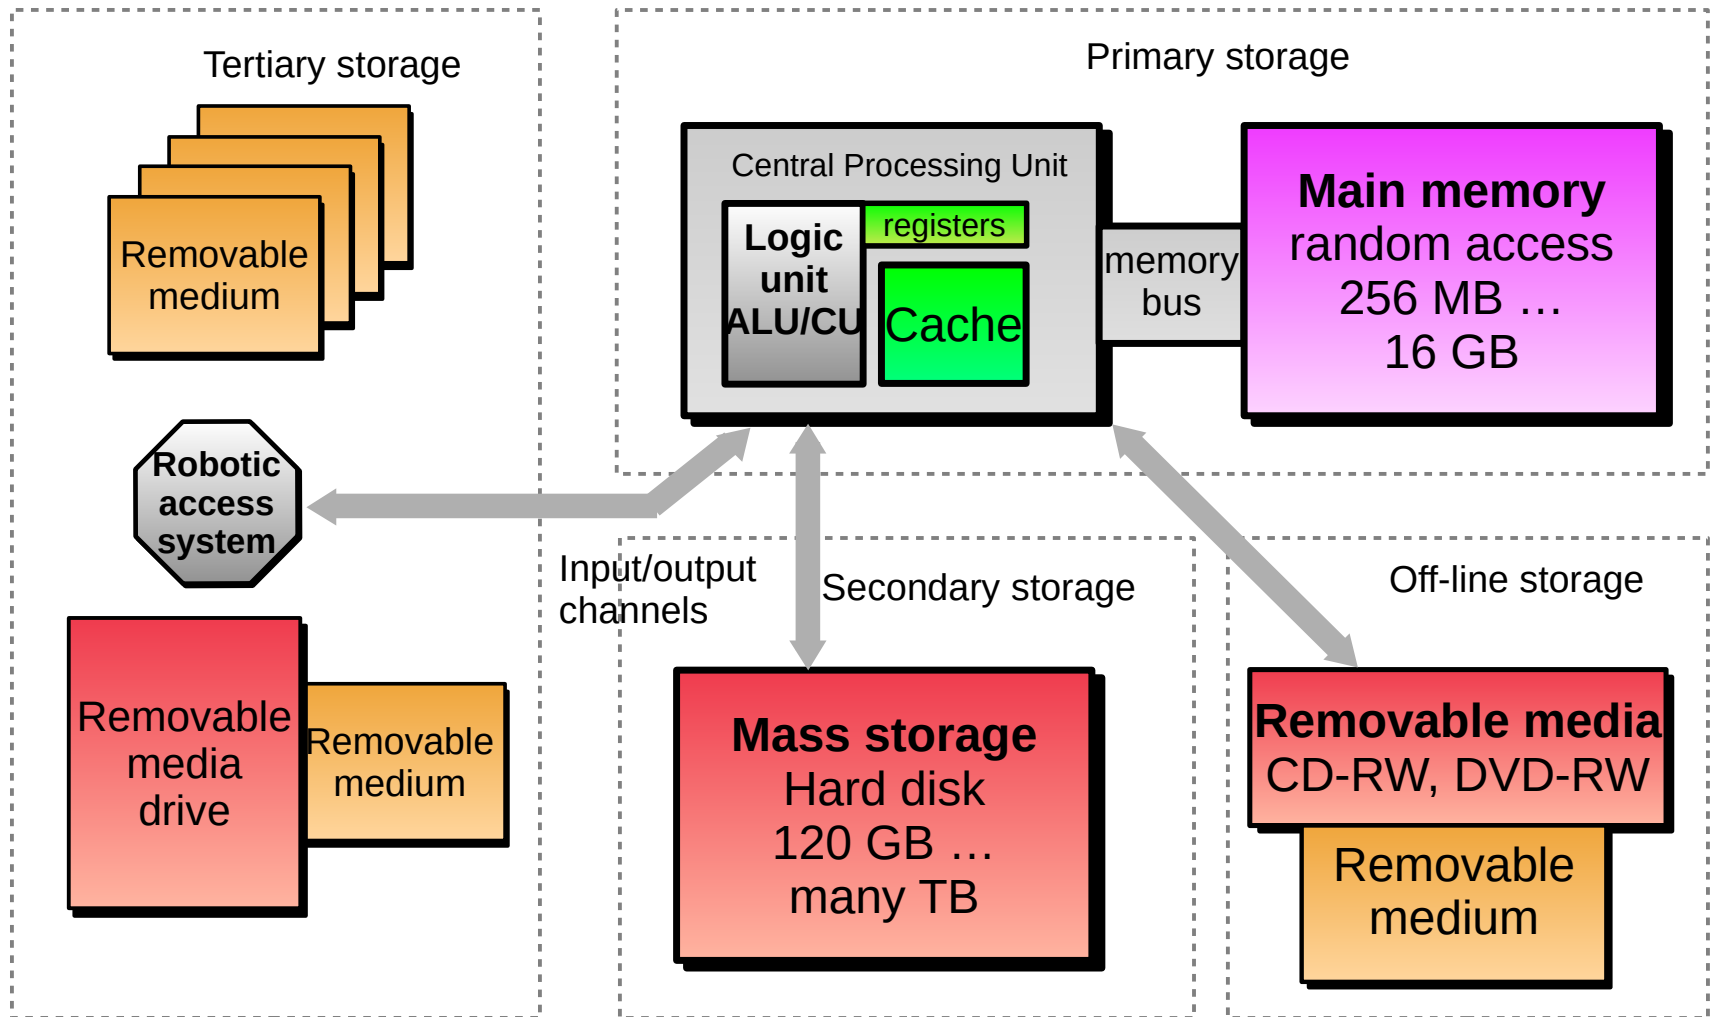 Tertiary storage
Removable
medium
Robotic
access
system
Removable
media
drive
Removable
medium
Primary storage
Central Processing Unit
Logic
unit
ALU/CU
registers
Cache
memory
bus
Main memory
random access
256 MB …
16 GB
Input/output
channels
Secondary storage
Mass storage
Hard disk
120 GB …
many TB
Off-line storage
Removable media
CD-RW, DVD-RW
Removable
medium